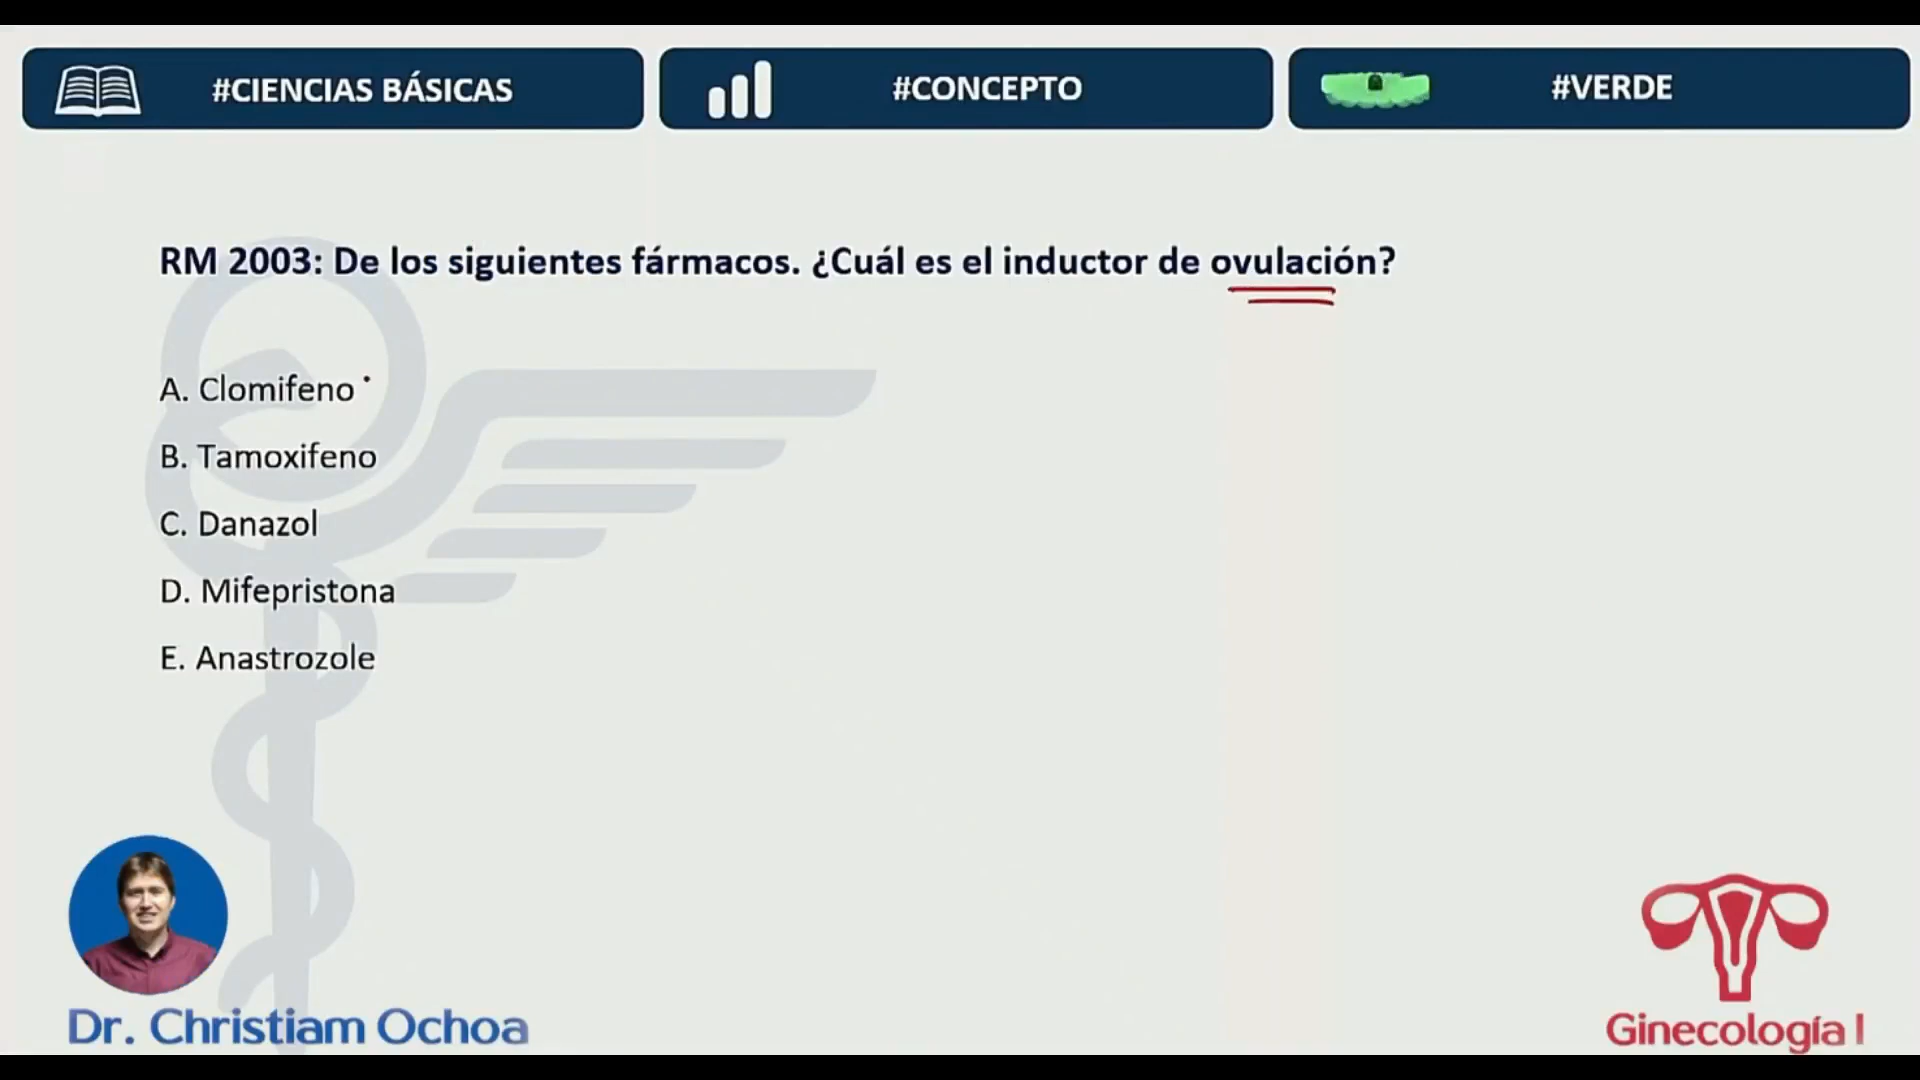 #CIENCIAS BÁSICAS
#CONCEPTO
#VERDE
RM 2003: De los siguientes fármacos. ¿Cuál es el inductor de ovulación?
A. Clomifeno
B. Tamoxifeno
C. Danazol
D. Mifepristona
E. Anastrozole
Dr. Christiam Ochoa
Ginecología I